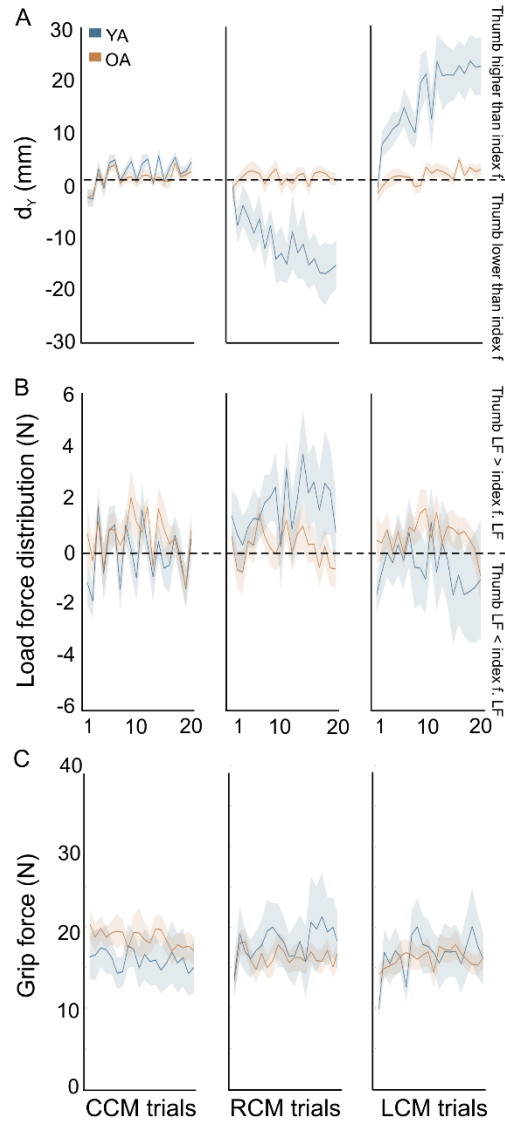 A
YA
OA
30
20
10
0
-10
-20
-30
dY (mm)
Thumb higher than index f.
Thumb lower than index f
B
6
4
2
0
-2
-4
-6
Load force distribution (N)
Thumb LF > index f. LF
Thumb LF < index f. LF
1 10 20 1 10 20 1 10 20
C
40
30
20
10
0
Grip force (N)
CCM trials RCM trials LCM trials